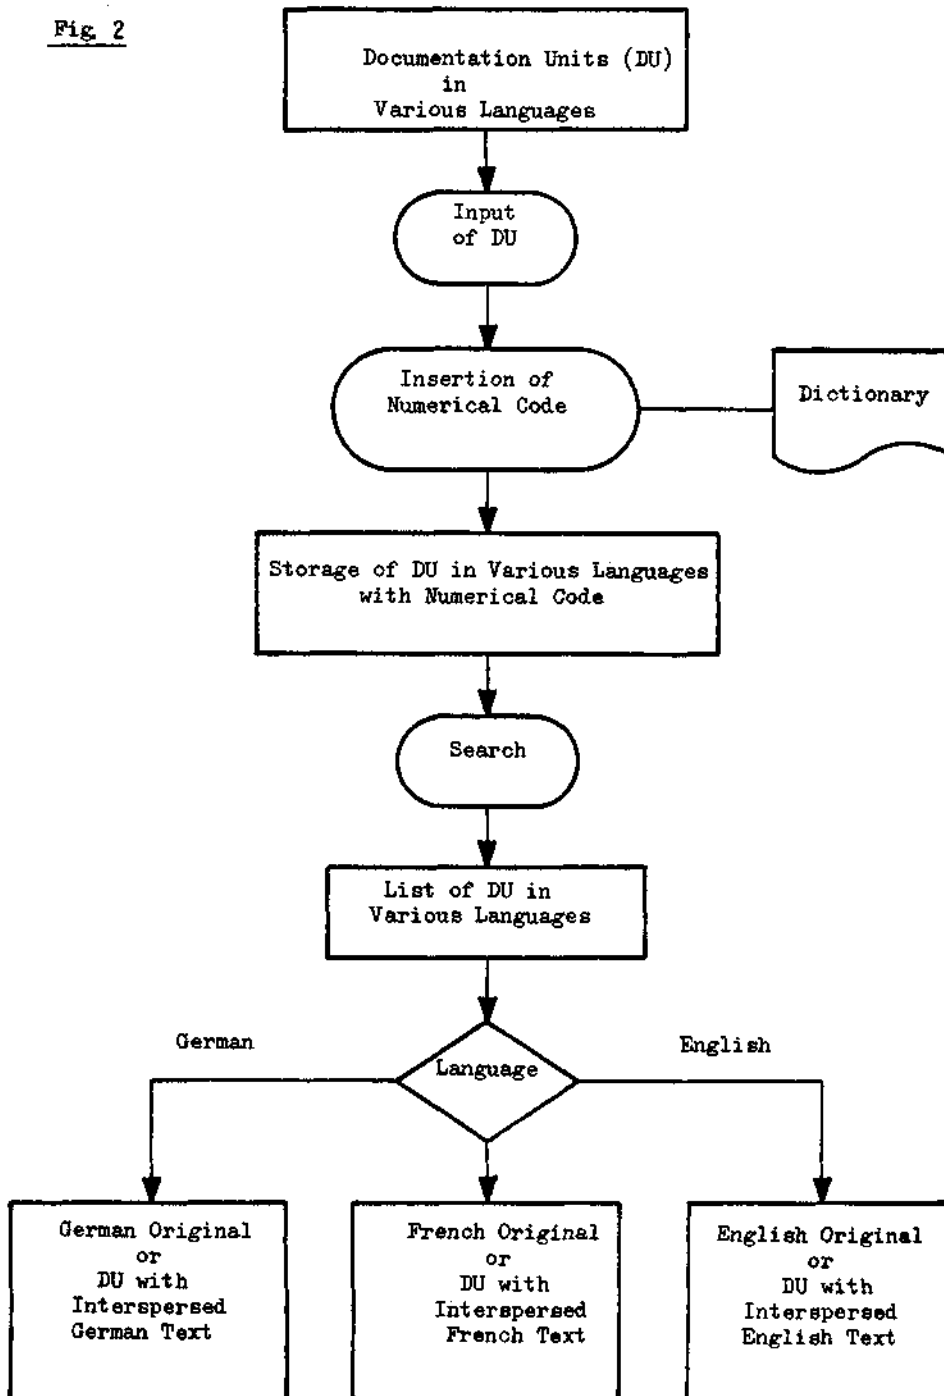 Fig. 2
Documentation Units (DU)
in
Various Languages
Input
of DU
Insertion of
Numerical Code
Dictionary
Storage of DU in Various Languages
with Numerical Code
Search
List of DU in
Various Languages
German
Language
English
German Original
or
DU with
Interspersed
German Text
French Original
or
DU with
Interspersed
French Text
English Original
or
DU with
Interspersed
English Text